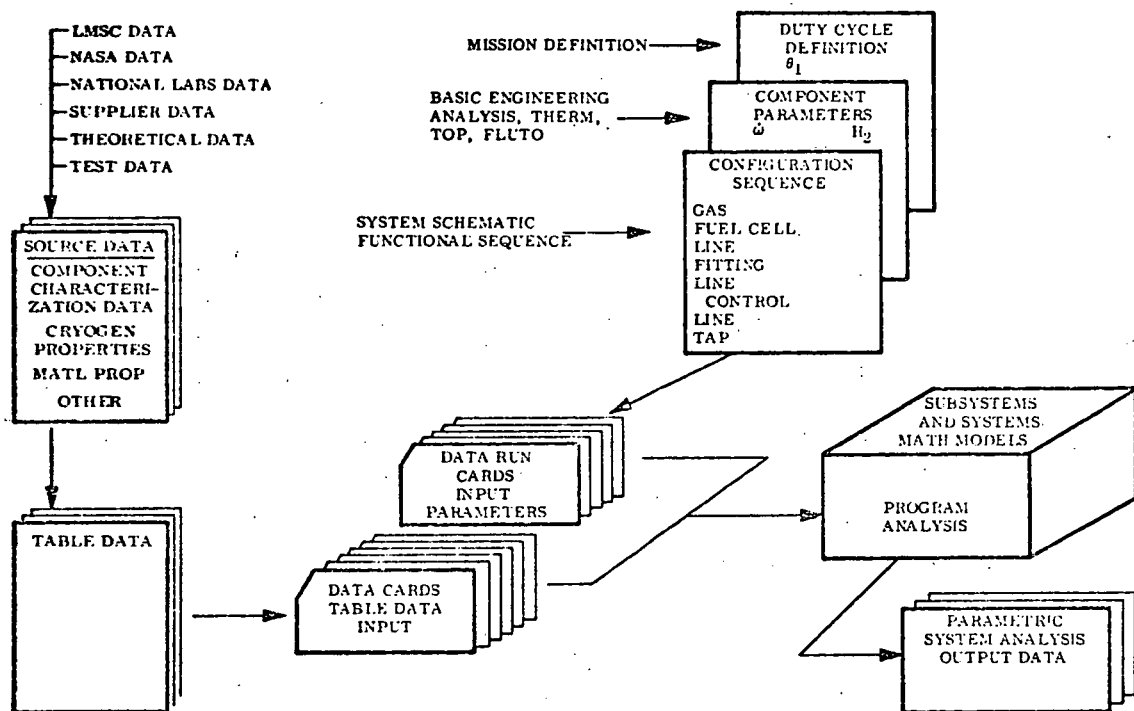 LMSC DATA
NASA DATA
NATIONAL LABS DATA
SUPPLIER DATA
THEORETICAL DATA
TEST DATA
SOURCE DATA
COMPONENT
CHARACTERI-
ZATION DATA
CRYOGEN
PROPERTIES
MATL PROP
OTHER
TABLE DATA
MISSION DEFINITION
DUTY CYCLE
DEFINITION
θ1
BASIC ENGINEERING
ANALYSIS, THERM,
TOP, FLUTO
COMPONENT
PARAMETERS
ώ H2
SYSTEM SCHEMATIC
FUNCTIONAL SEQUENCE
CONFIGURATION
SEQUENCE
GAS
FUEL CELL
LINE
FITTING
LINE
CONTROL
LINE
TAP
DATA RUN
CARDS
INPUT
PARAMETERS
DATA CARDS
TABLE DATA
INPUT
SUBSYSTEMS
AND SYSTEMS
MATH MODELS
PROGRAM
ANALYSIS
PARAMETRIC
SYSTEM ANALYSIS
OUTPUT DATA